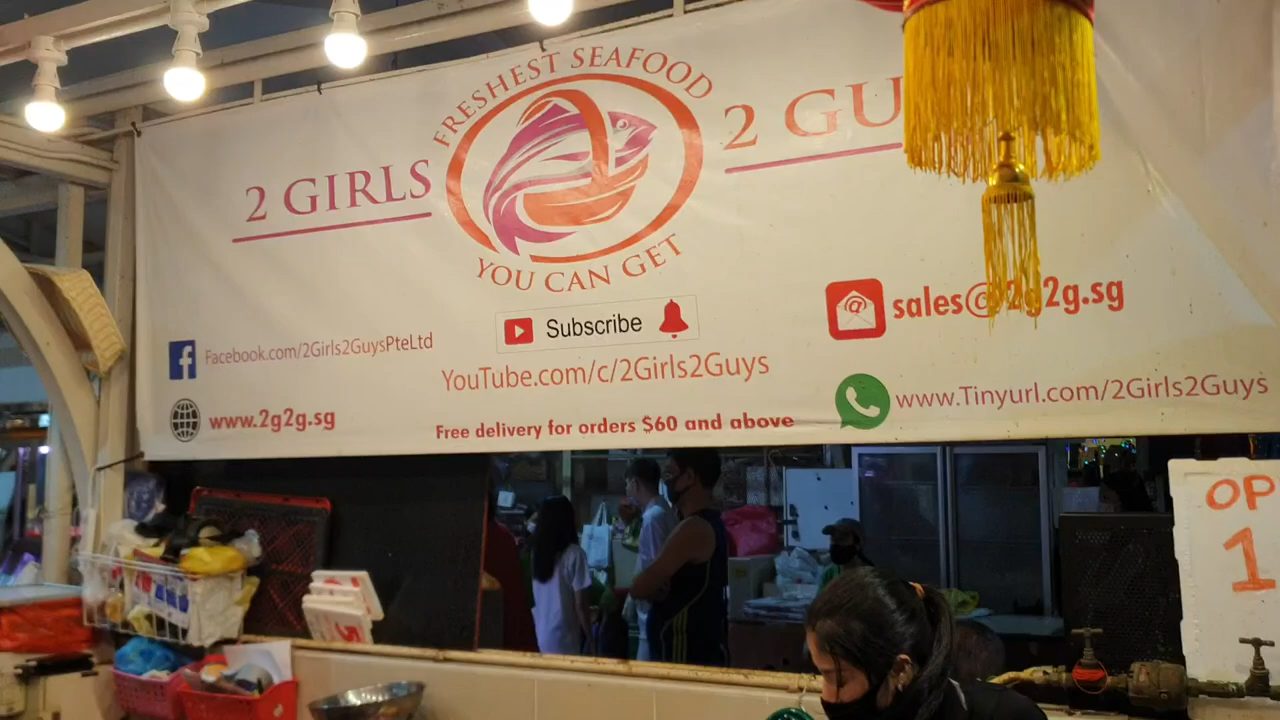 FRESHEST SEAFOOD
2 GIRLS
2 GU
YOU CAN GET
Subscribe
sales@2g2g.sg
Facebook.com/2Girls2GuysPteLtd
YouTube.com/c/2Girls2Guys
www.Tinyurl.com/2Girls2Guys
www.2g2g.sg
Free delivery for orders $60 and above
OP
1
5